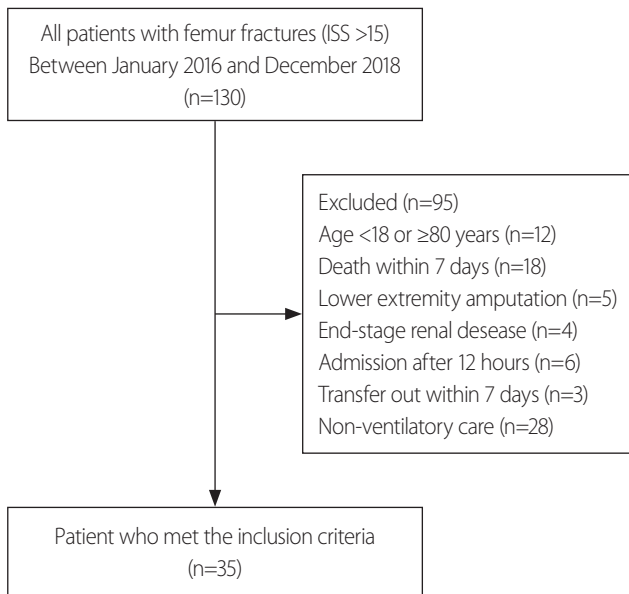 All patients with femur fractures (ISS >15)
Between January 2016 and December 2018
(n=130)
Excluded (n=95)
Age <18 or ≥80 years (n=12)
Death within 7 days (n=18)
Lower extremity amputation (n=5)
End-stage renal desease (n=4)
Admission after 12 hours (n=6)
Transfer out within 7 days (n=3)
Non-ventilatory care (n=28)
Patient who met the inclusion criteria
(n=35)